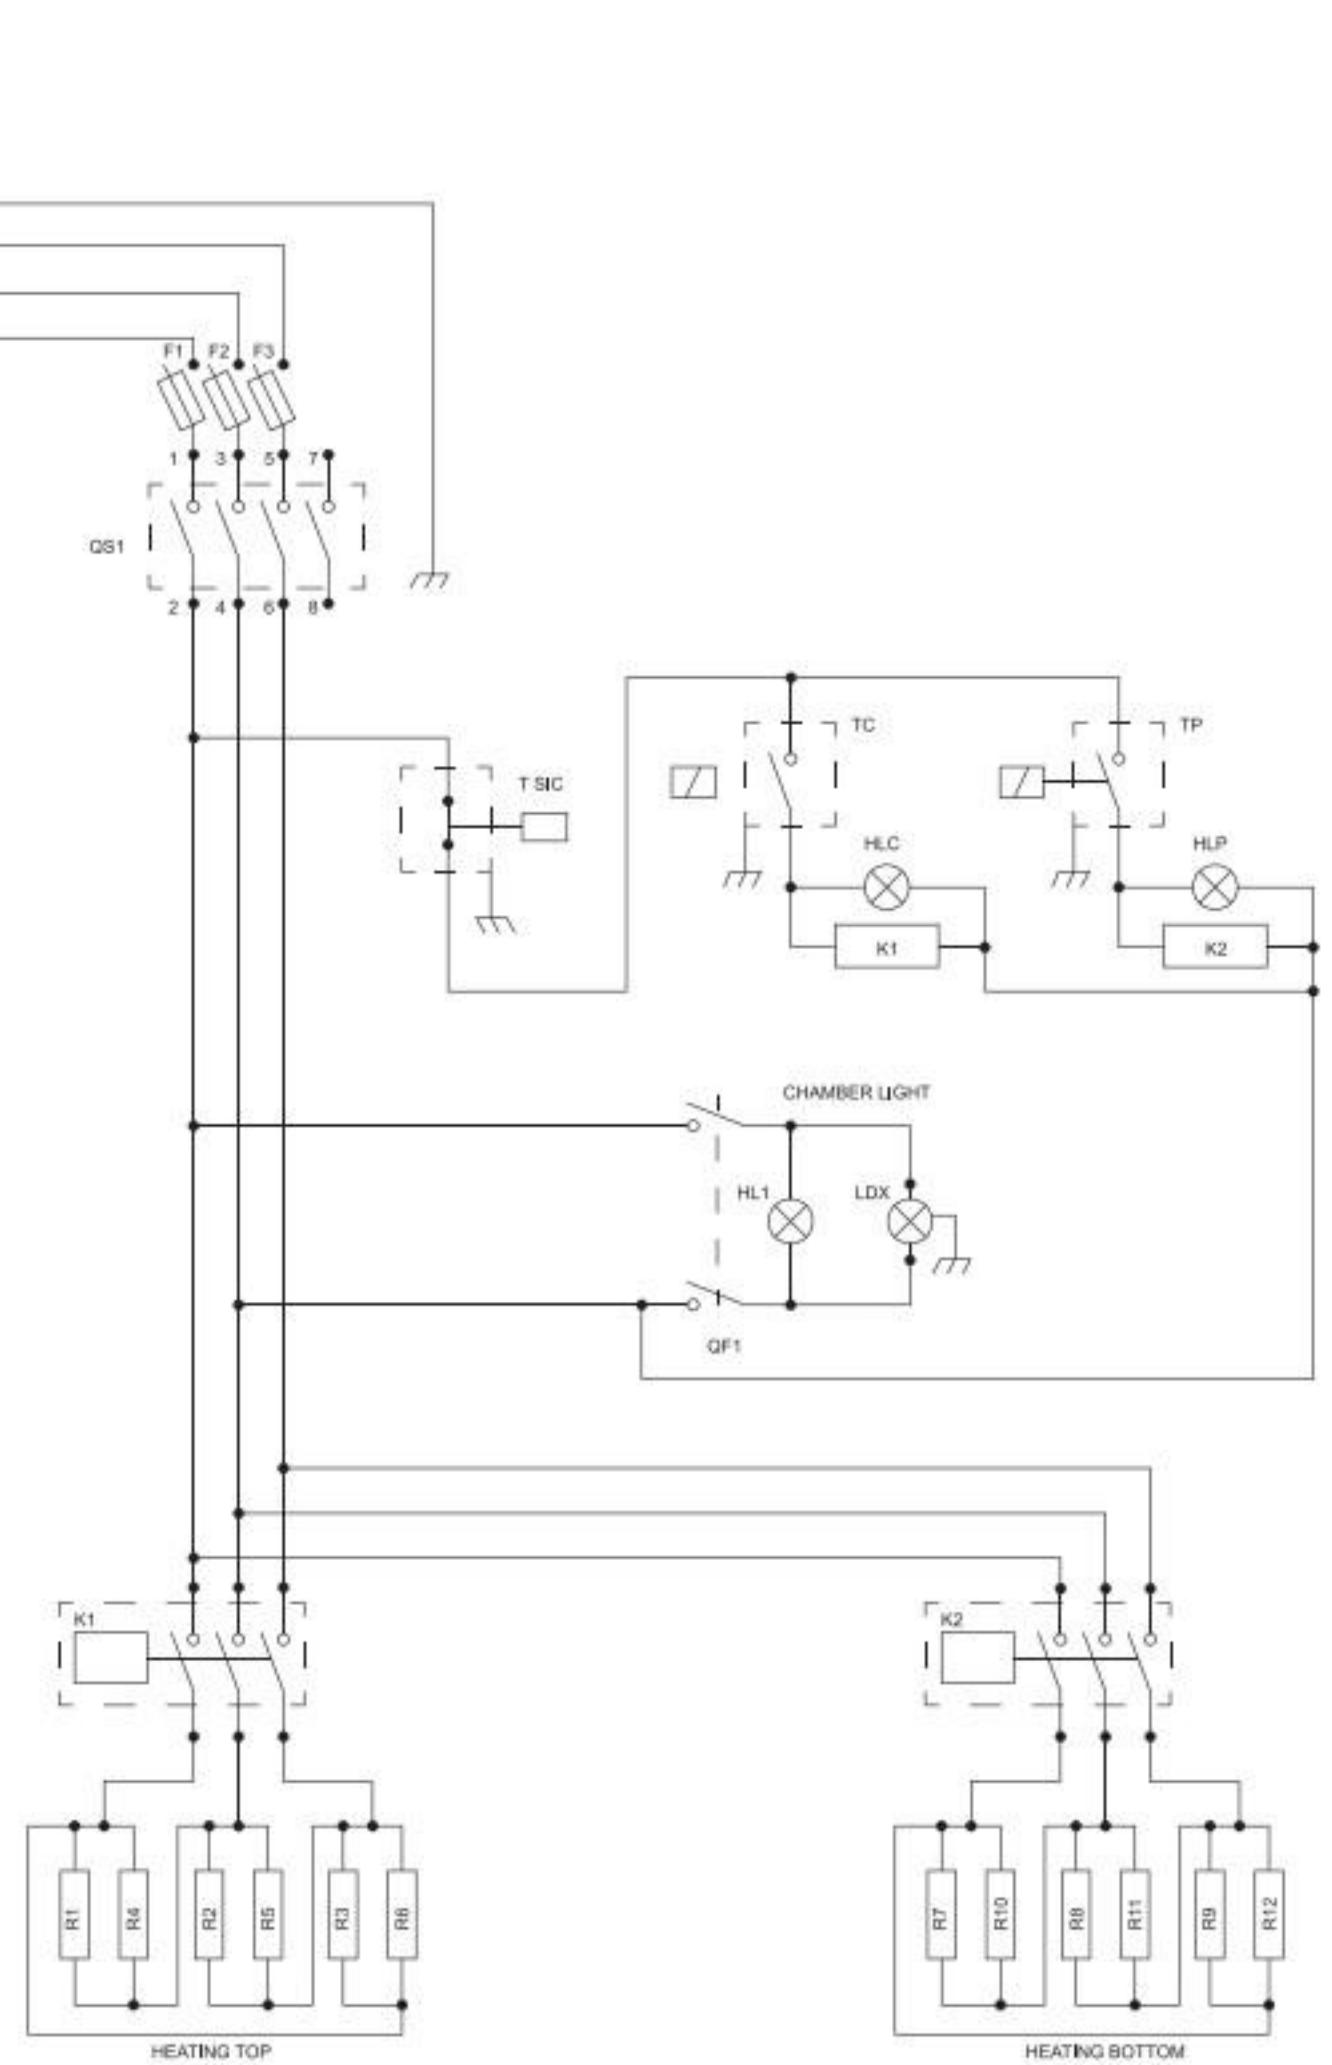 F1 F2 F3
1 3 5 7
QS1
2 4 6 8
TC TP
T SIC
HLC HLP
K1 K2
CHAMBER LIGHT
HL1 LDX
QF1
K1 K2
R1 R4 R2 R5 R3 R6 R7 R10 R8 R11 R9 R12
HEATING TOP HEATING BOTTOM